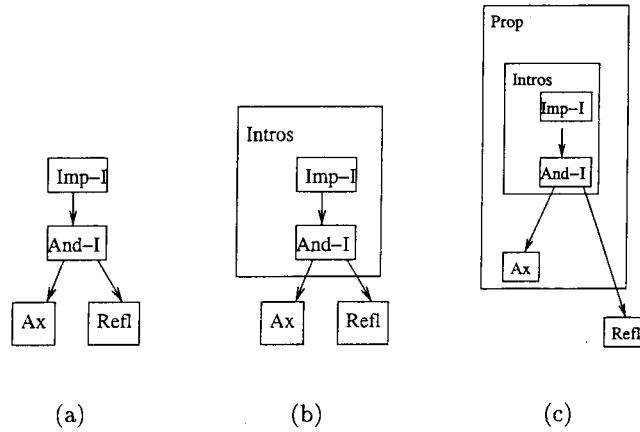 Imp–I
And–I
Ax
Refl
(a)
Intros
Imp–I
And–I
Ax
Refl
(b)
Prop
Intros
Imp–I
And–I
Ax
Refl
(c)